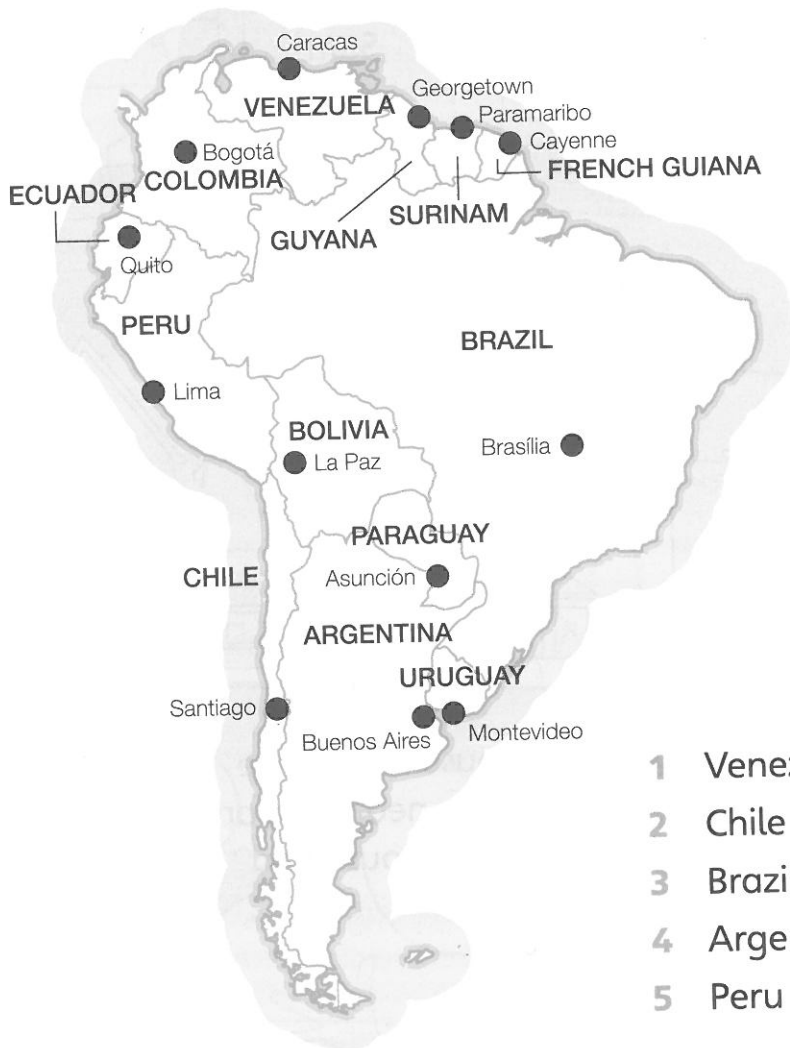 Caracas
Georgetown
VENEZUELA
Paramaribo
Bogotá
Cayenne
COLOMBIA
FRENCH GUIANA
ECUADOR
SURINAM
GUYANA
Quito
PERU
BRAZIL
Lima
BOLIVIA
La Paz
Brasília
PARAGUAY
CHILE
Asunción
ARGENTINA
URUGUAY
Santiago
Buenos Aires
Montevideo
1 Venez
2 Chile
3 Brazi
4 Arge
5 Peru